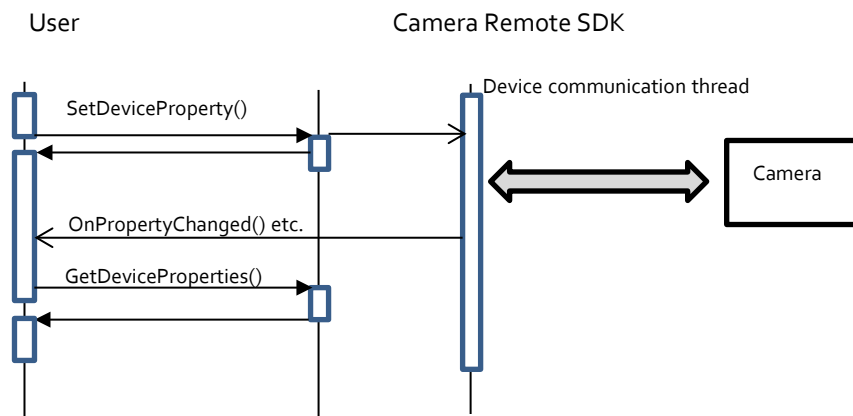 User
Camera Remote SDK
Device communication thread
SetDeviceProperty()
Camera
OnPropertyChanged() etc.
GetDeviceProperties()